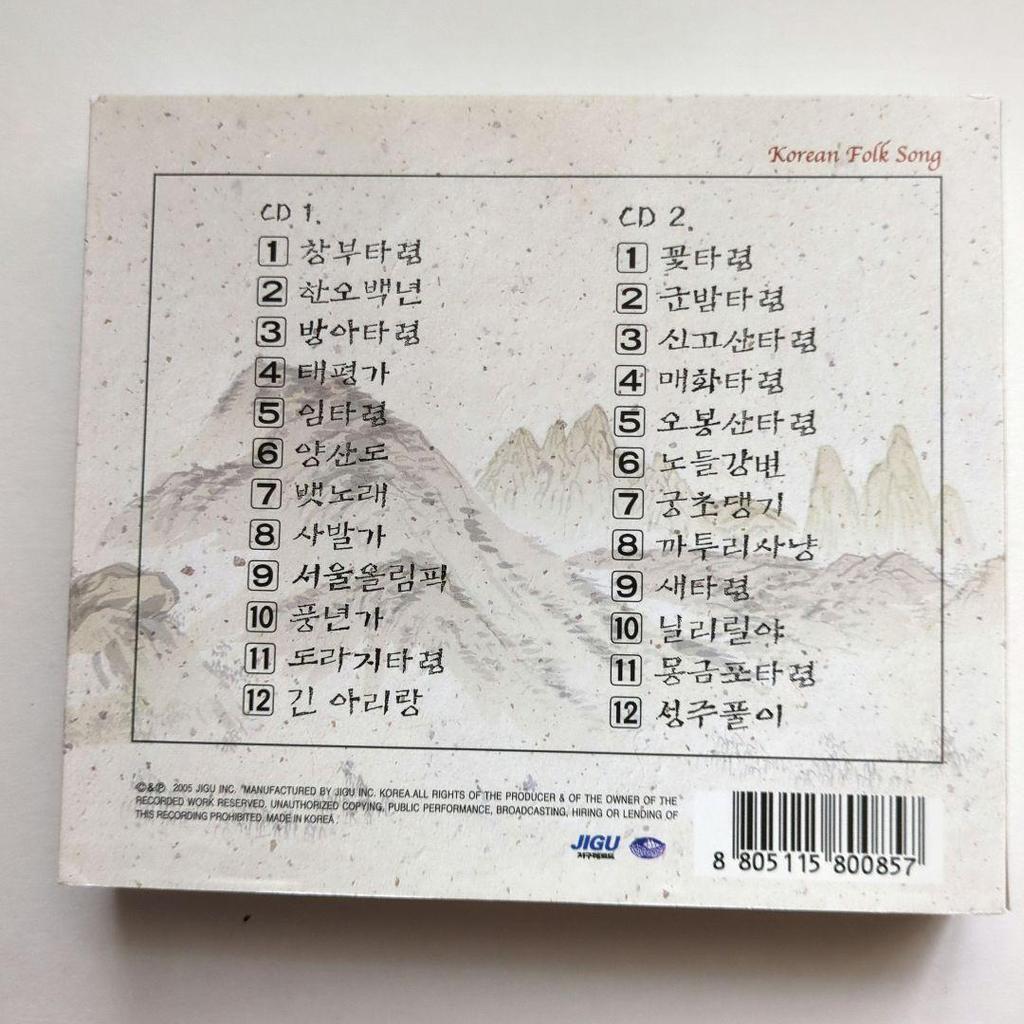 Korean Folk Song
CD 1.
1 창부타령
2 한오백년
3 방아타령
4 태평가
5 임타령
6 양산도
7 뱃노래
8 사발가
9 서울올림픽
10 풍년가
11 도라지타령
12 긴 아리랑
CD 2.
1 꽃타령
2 군밤타령
3 신고산타령
4 매화타령
5 오봉산타령
6 노들강변
7 궁초댕기
8 까투리사냥
9 새타령
10 닐리릴야
11 몽금포타령
12 성주풀이
©&℗ 2005 JIGU INC. "MANUFACTURED BY JIGU INC. KOREA.ALL RIGHTS OF THE PRODUCER & OF THE OWNER OF THE
RECORDED WORK RESERVED. UNAUTHORIZED COPYING, PUBLIC PERFORMANCE, BROADCASTING, HIRING OR LENDING OF
THIS RECORDING PROHIBITED. MADE IN KOREA.
JIGU
지구레코드
8 805115 800857